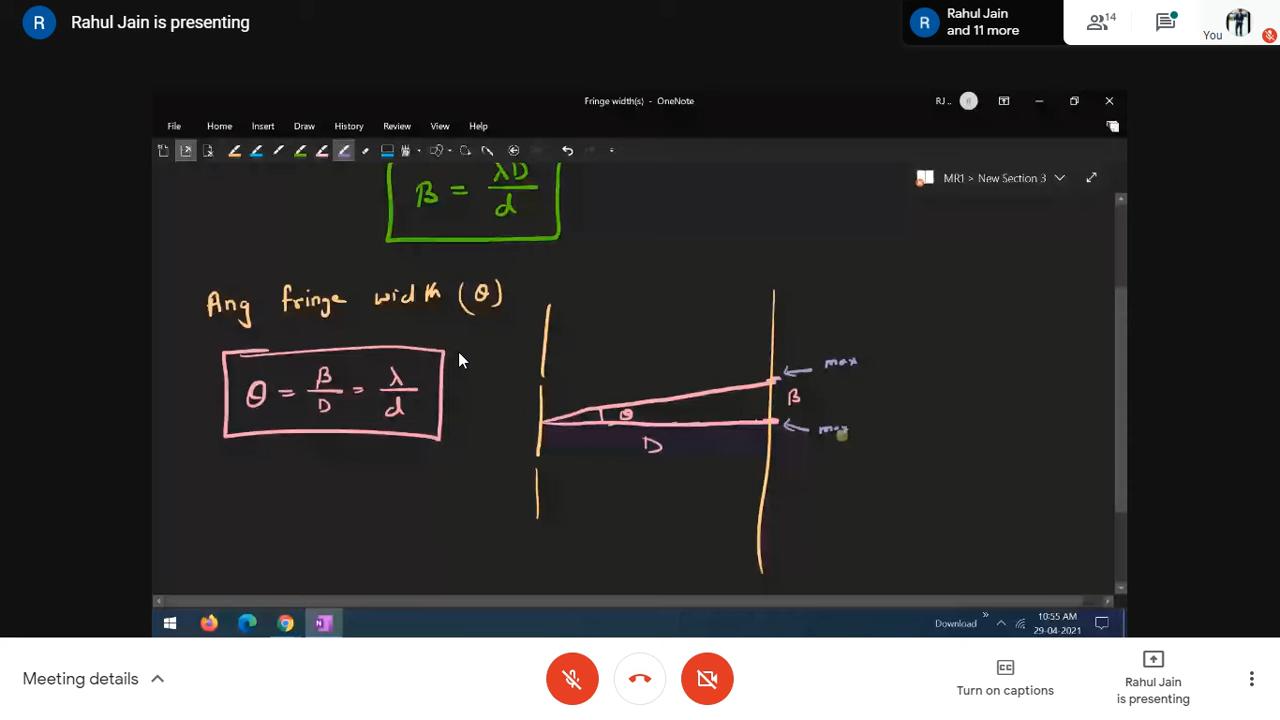 R Rahul Jain is presenting
R Rahul Jain and 11 more
14
You
Fringe width(s) - OneNote
RJ ..
File Home Insert Draw History Review View Help
MR1 > New Section 3
β = λD/d
Ang fringe width (θ)
θ = β/D = λ/d
max
β
θ
max
D
Download
10:55 AM
29-04-2021
Meeting details
Turn on captions
Rahul Jain
is presenting